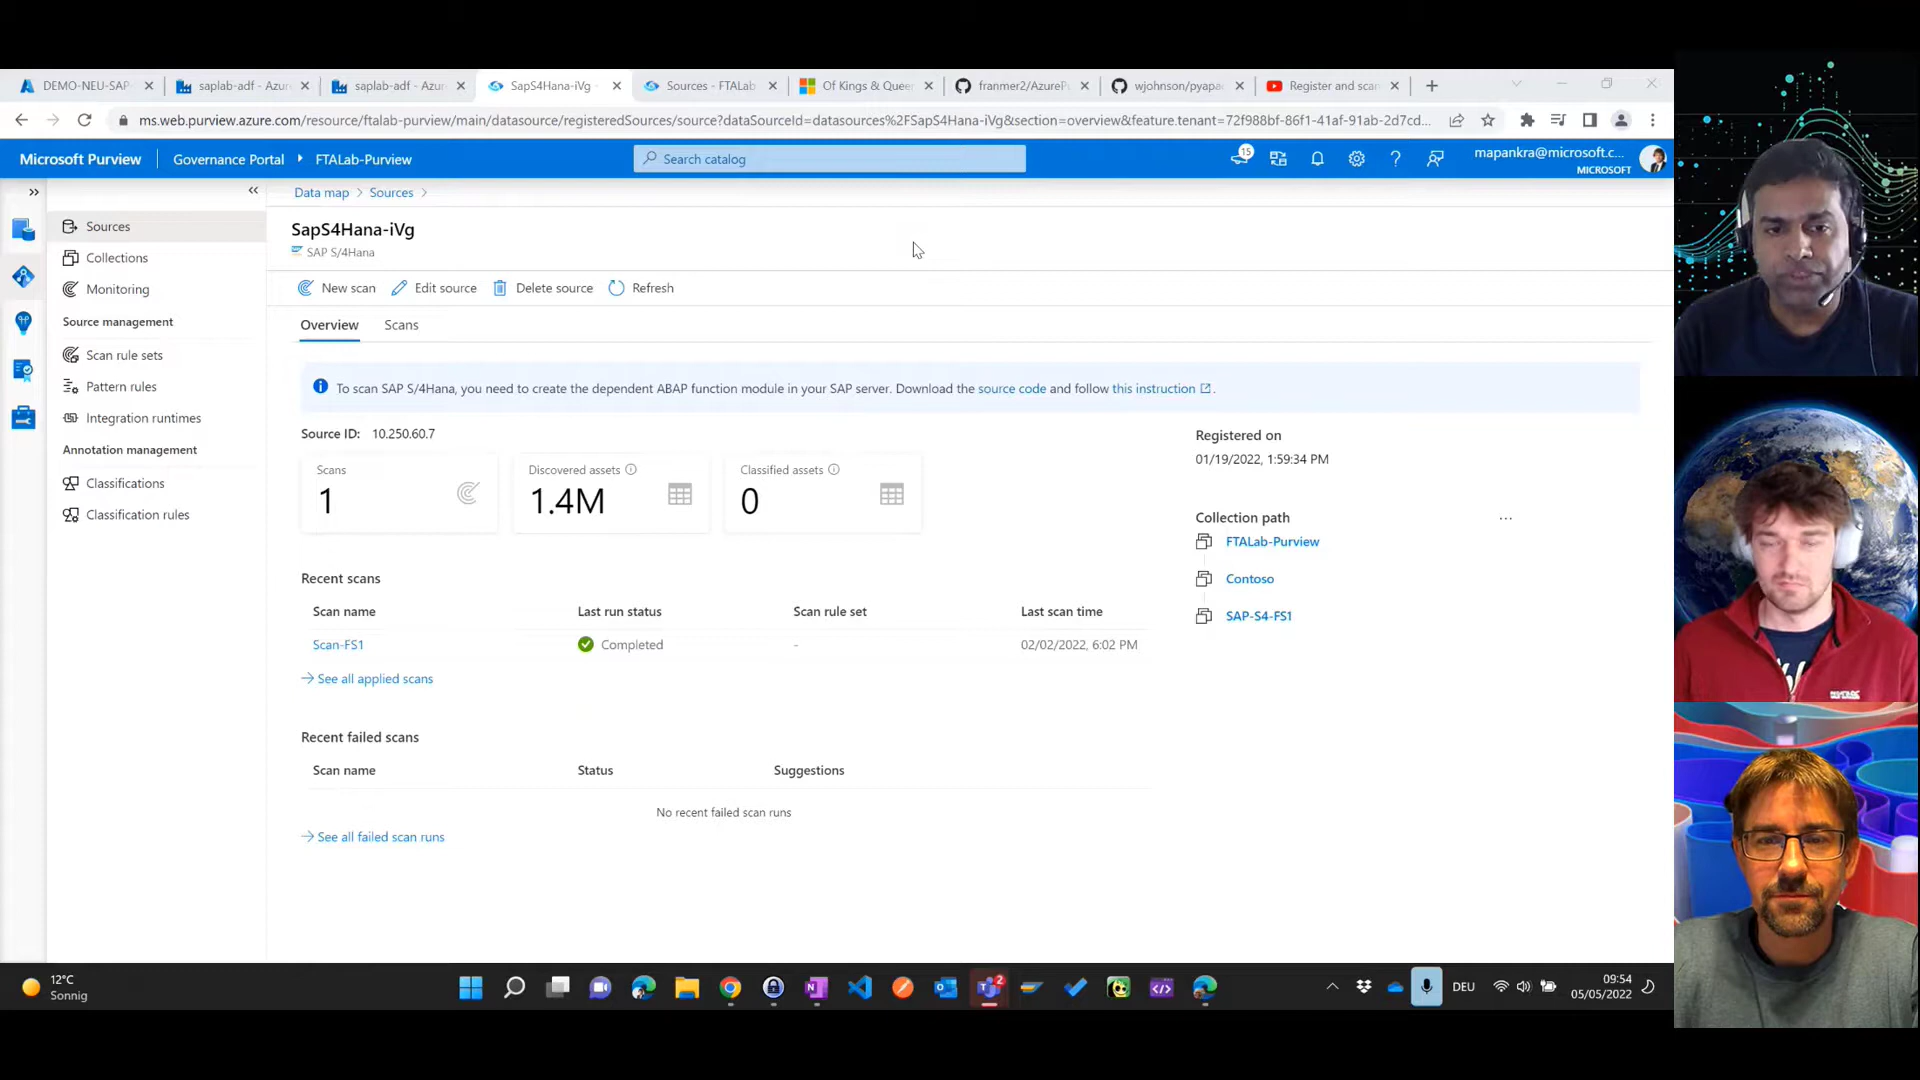 DEMO-NEU-SAP
saplab-adf - Azur
saplab-adf - Azur
SapS4Hana-iVg -
Sources - FTALab
Of Kings & Queen
franmer2/AzurePu
wjohnson/pyapac
Register and scan
ms.web.purview.azure.com/resource/ftalab-purview/main/datasource/registeredSources/source?dataSourceId=datasources%2FSapS4Hana-iVg&section=overview&feature.tenant=72f988bf-86f1-41af-91ab-2d7cd...
Microsoft Purview
Governance Portal
FTALab-Purview
Search catalog
15
mapankra@microsoft.c...
MICROSOFT
Data map > Sources >
Sources
Collections
Monitoring
Source management
Scan rule sets
Pattern rules
Integration runtimes
Annotation management
Classifications
Classification rules
SapS4Hana-iVg
SAP S/4Hana
New scan
Edit source
Delete source
Refresh
Overview
Scans
To scan SAP S/4Hana, you need to create the dependent ABAP function module in your SAP server. Download the source code and follow this instruction.
Source ID: 10.250.60.7
Scans
1
Discovered assets
1.4M
Classified assets
0
Registered on
01/19/2022, 1:59:34 PM
Collection path
...
FTALab-Purview
Contoso
SAP-S4-FS1
Recent scans
Scan name Last run status Scan rule set Last scan time
Scan-FS1 Completed - 02/02/2022, 6:02 PM
See all applied scans
Recent failed scans
Scan name Status Suggestions
No recent failed scan runs
See all failed scan runs
12°C
Sonnig
2
DEU
09:54
05/05/2022